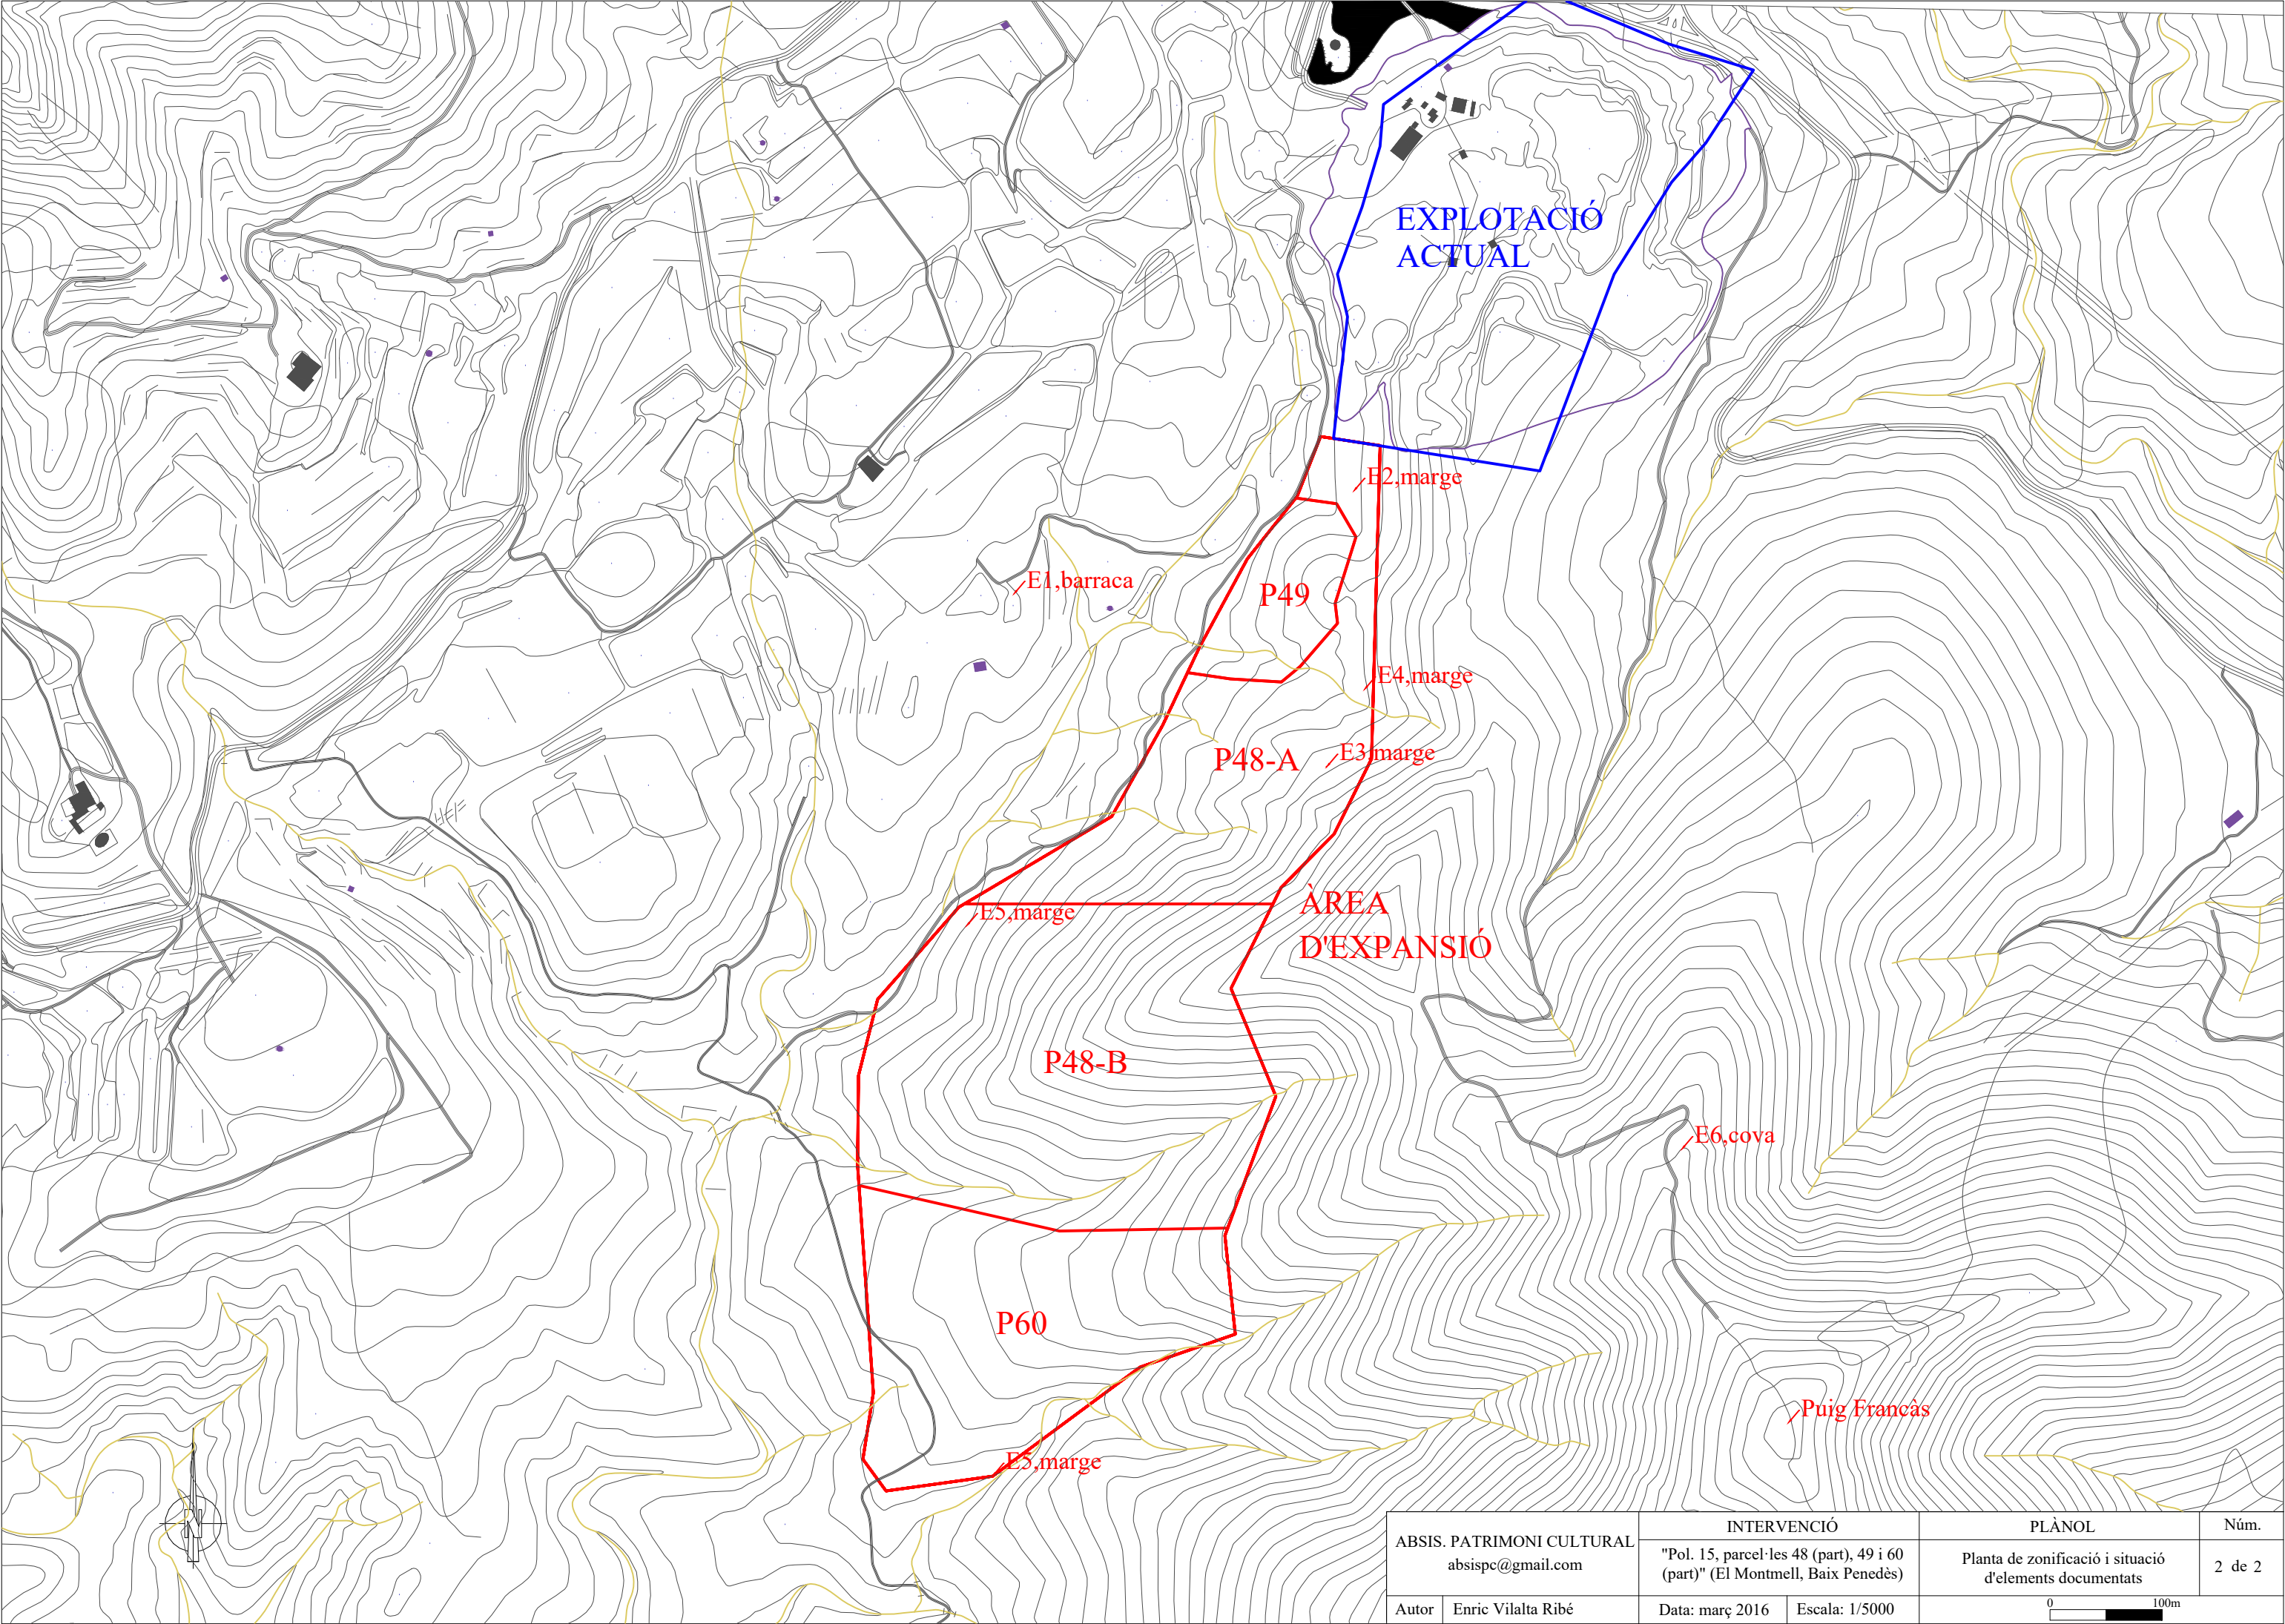 EXPLOTACIÓ
ACTUAL
E2,marge
E1,barraca
P49
E4,marge
P48-A
E3,marge
ÀREA
E5,marge
D'EXPANSIÓ
P48-B
E6,cova
P60
Puig Francàs
E5,marge
N
ABSIS. PATRIMONI CULTURAL
absispc@gmail.com
INTERVENCIÓ
"Pol. 15, parcel·les 48 (part), 49 i 60
(part)" (El Montmell, Baix Penedès)
PLÀNOL
Planta de zonificació i situació
d'elements documentats
Núm.
2 de 2
Autor Enric Vilalta Ribé
Data: març 2016
Escala: 1/5000
0 100m